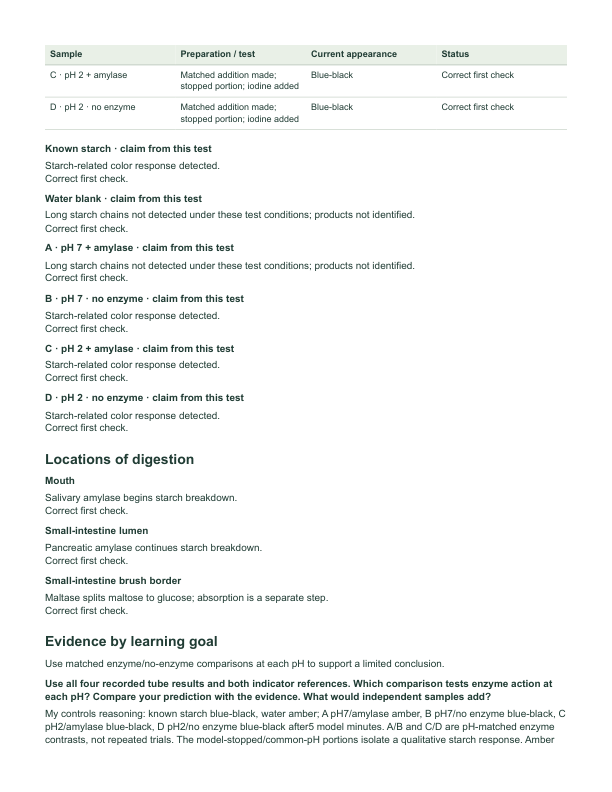 Sample Preparation / test Current appearance Status
C · pH 2 + amylase Matched addition made; Blue-black Correct first check
stopped portion; iodine added
D · pH 2 · no enzyme Matched addition made; Blue-black Correct first check
stopped portion; iodine added
Known starch · claim from this test
Starch-related color response detected.
Correct first check.
Water blank · claim from this test
Long starch chains not detected under these test conditions; products not identified.
Correct first check.
A · pH 7 + amylase · claim from this test
Long starch chains not detected under these test conditions; products not identified.
Correct first check.
B · pH 7 · no enzyme · claim from this test
Starch-related color response detected.
Correct first check.
C · pH 2 + amylase · claim from this test
Starch-related color response detected.
Correct first check.
D · pH 2 · no enzyme · claim from this test
Starch-related color response detected.
Correct first check.
Locations of digestion
Mouth
Salivary amylase begins starch breakdown.
Correct first check.
Small-intestine lumen
Pancreatic amylase continues starch breakdown.
Correct first check.
Small-intestine brush border
Maltase splits maltose to glucose; absorption is a separate step.
Correct first check.
Evidence by learning goal
Use matched enzyme/no-enzyme comparisons at each pH to support a limited conclusion.
Use all four recorded tube results and both indicator references. Which comparison tests enzyme action at
each pH? Compare your prediction with the evidence. What would independent samples add?
My controls reasoning: known starch blue-black, water amber; A pH7/amylase amber, B pH7/no enzyme blue-black, C
pH2/amylase blue-black, D pH2/no enzyme blue-black after5 model minutes. A/B and C/D are pH-matched enzyme
contrasts, not repeated trials. The model-stopped/common-pH portions isolate a qualitative starch response. Amber